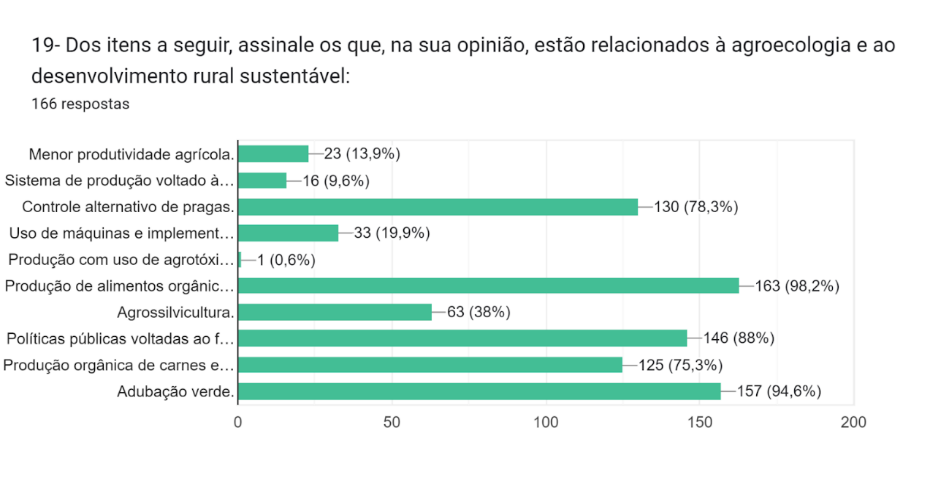 19- Dos itens a seguir, assinale os que, na sua opinião, estão relacionados à agroecologia e ao
desenvolvimento rural sustentável:
166 respostas
Menor produtividade agrícola. 23 (13,9%)
Sistema de produção voltado à… 16 (9,6%)
Controle alternativo de pragas. 130 (78,3%)
Uso de máquinas e implement… 33 (19,9%)
Produção com uso de agrotóxi… 1 (0,6%)
Produção de alimentos orgânic… 163 (98,2%)
Agrossilvicultura. 63 (38%)
Políticas públicas voltadas ao f… 146 (88%)
Produção orgânica de carnes e… 125 (75,3%)
Adubação verde. 157 (94,6%)
0 50 100 150 200